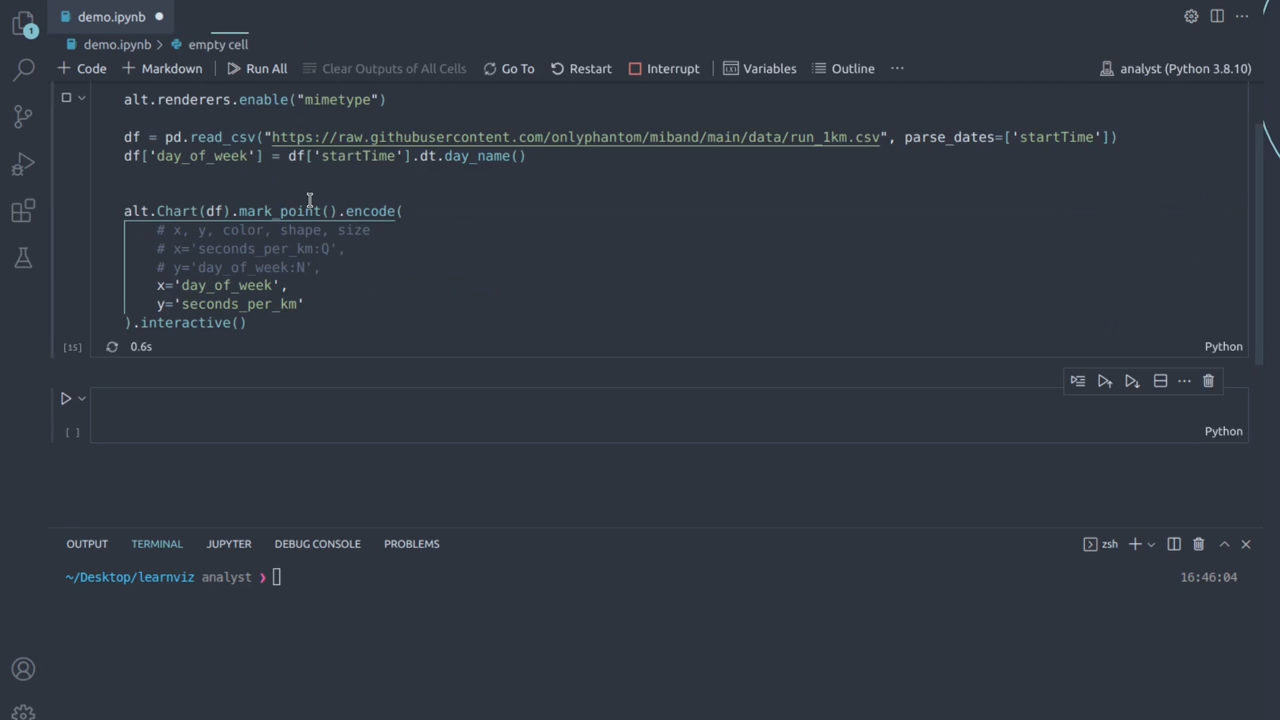 demo.ipynb
demo.ipynb > empty cell
+ Code + Markdown Run All Clear Outputs of All Cells Go To Restart Interrupt Variables Outline ··· analyst (Python 3.8.10)
1
alt.renderers.enable("mimetype")
df = pd.read_csv("https://raw.githubusercontent.com/onlyphantom/miband/main/data/run_1km.csv", parse_dates=['startTime'])
df['day_of_week'] = df['startTime'].dt.day_name()
alt.Chart(df).mark_point().encode(
# x, y, color, shape, size
# x='seconds_per_km:Q',
# y='day_of_week:N',
x='day_of_week',
y='seconds_per_km'
).interactive()
[15] 0.6s Python
[ ] Python
OUTPUT TERMINAL JUPYTER DEBUG CONSOLE PROBLEMS zsh
~/Desktop/learnviz analyst ❯ 16:46:04